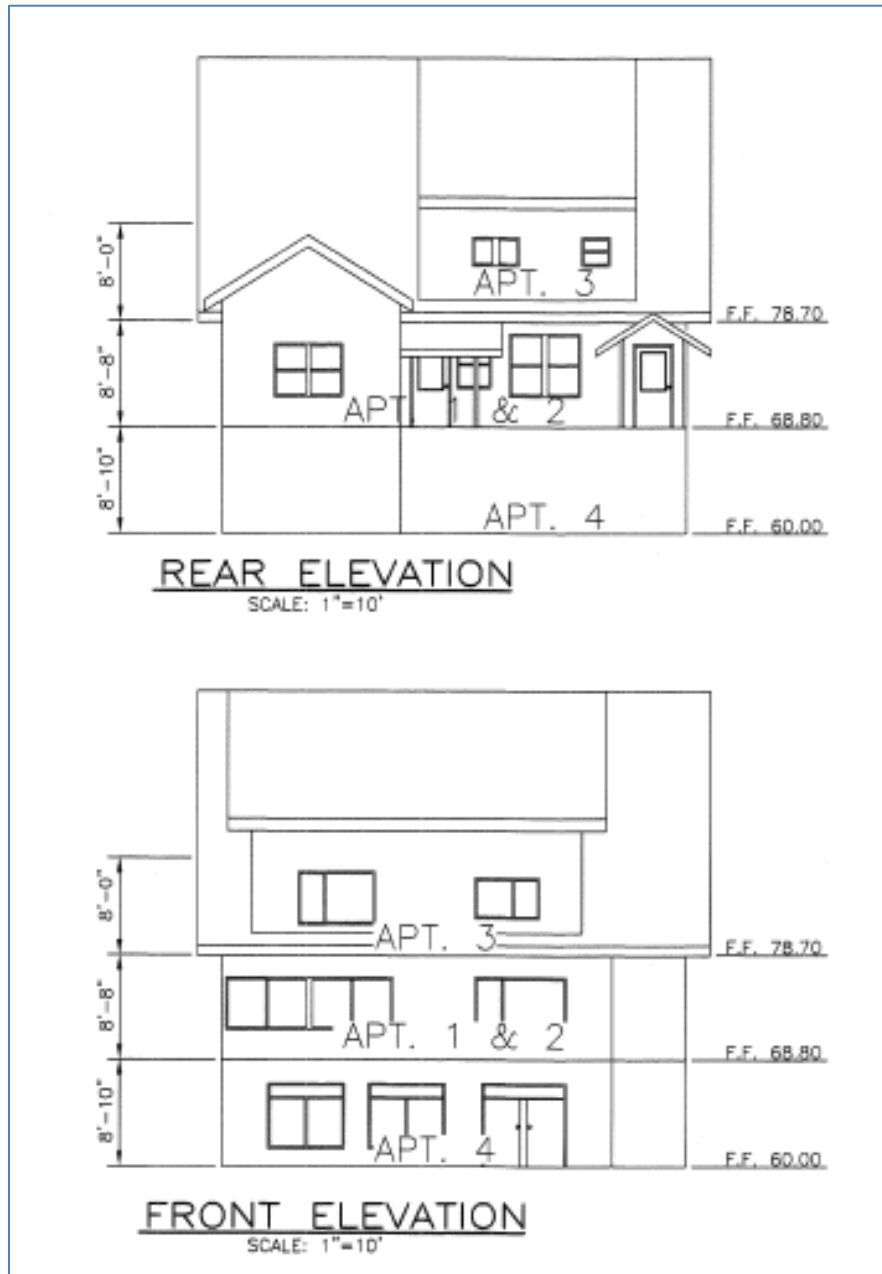 8'-0"
APT. 3
F.F. 78.70
8'-8"
APT. 1 & 2
F.F. 68.80
8'-10"
APT. 4
F.F. 60.00
REAR ELEVATION
SCALE: 1"=10'
8'-0"
APT. 3
F.F. 78.70
8'-8"
APT. 1 & 2
F.F. 68.80
8'-10"
APT. 4
F.F. 60.00
FRONT ELEVATION
SCALE: 1"=10'